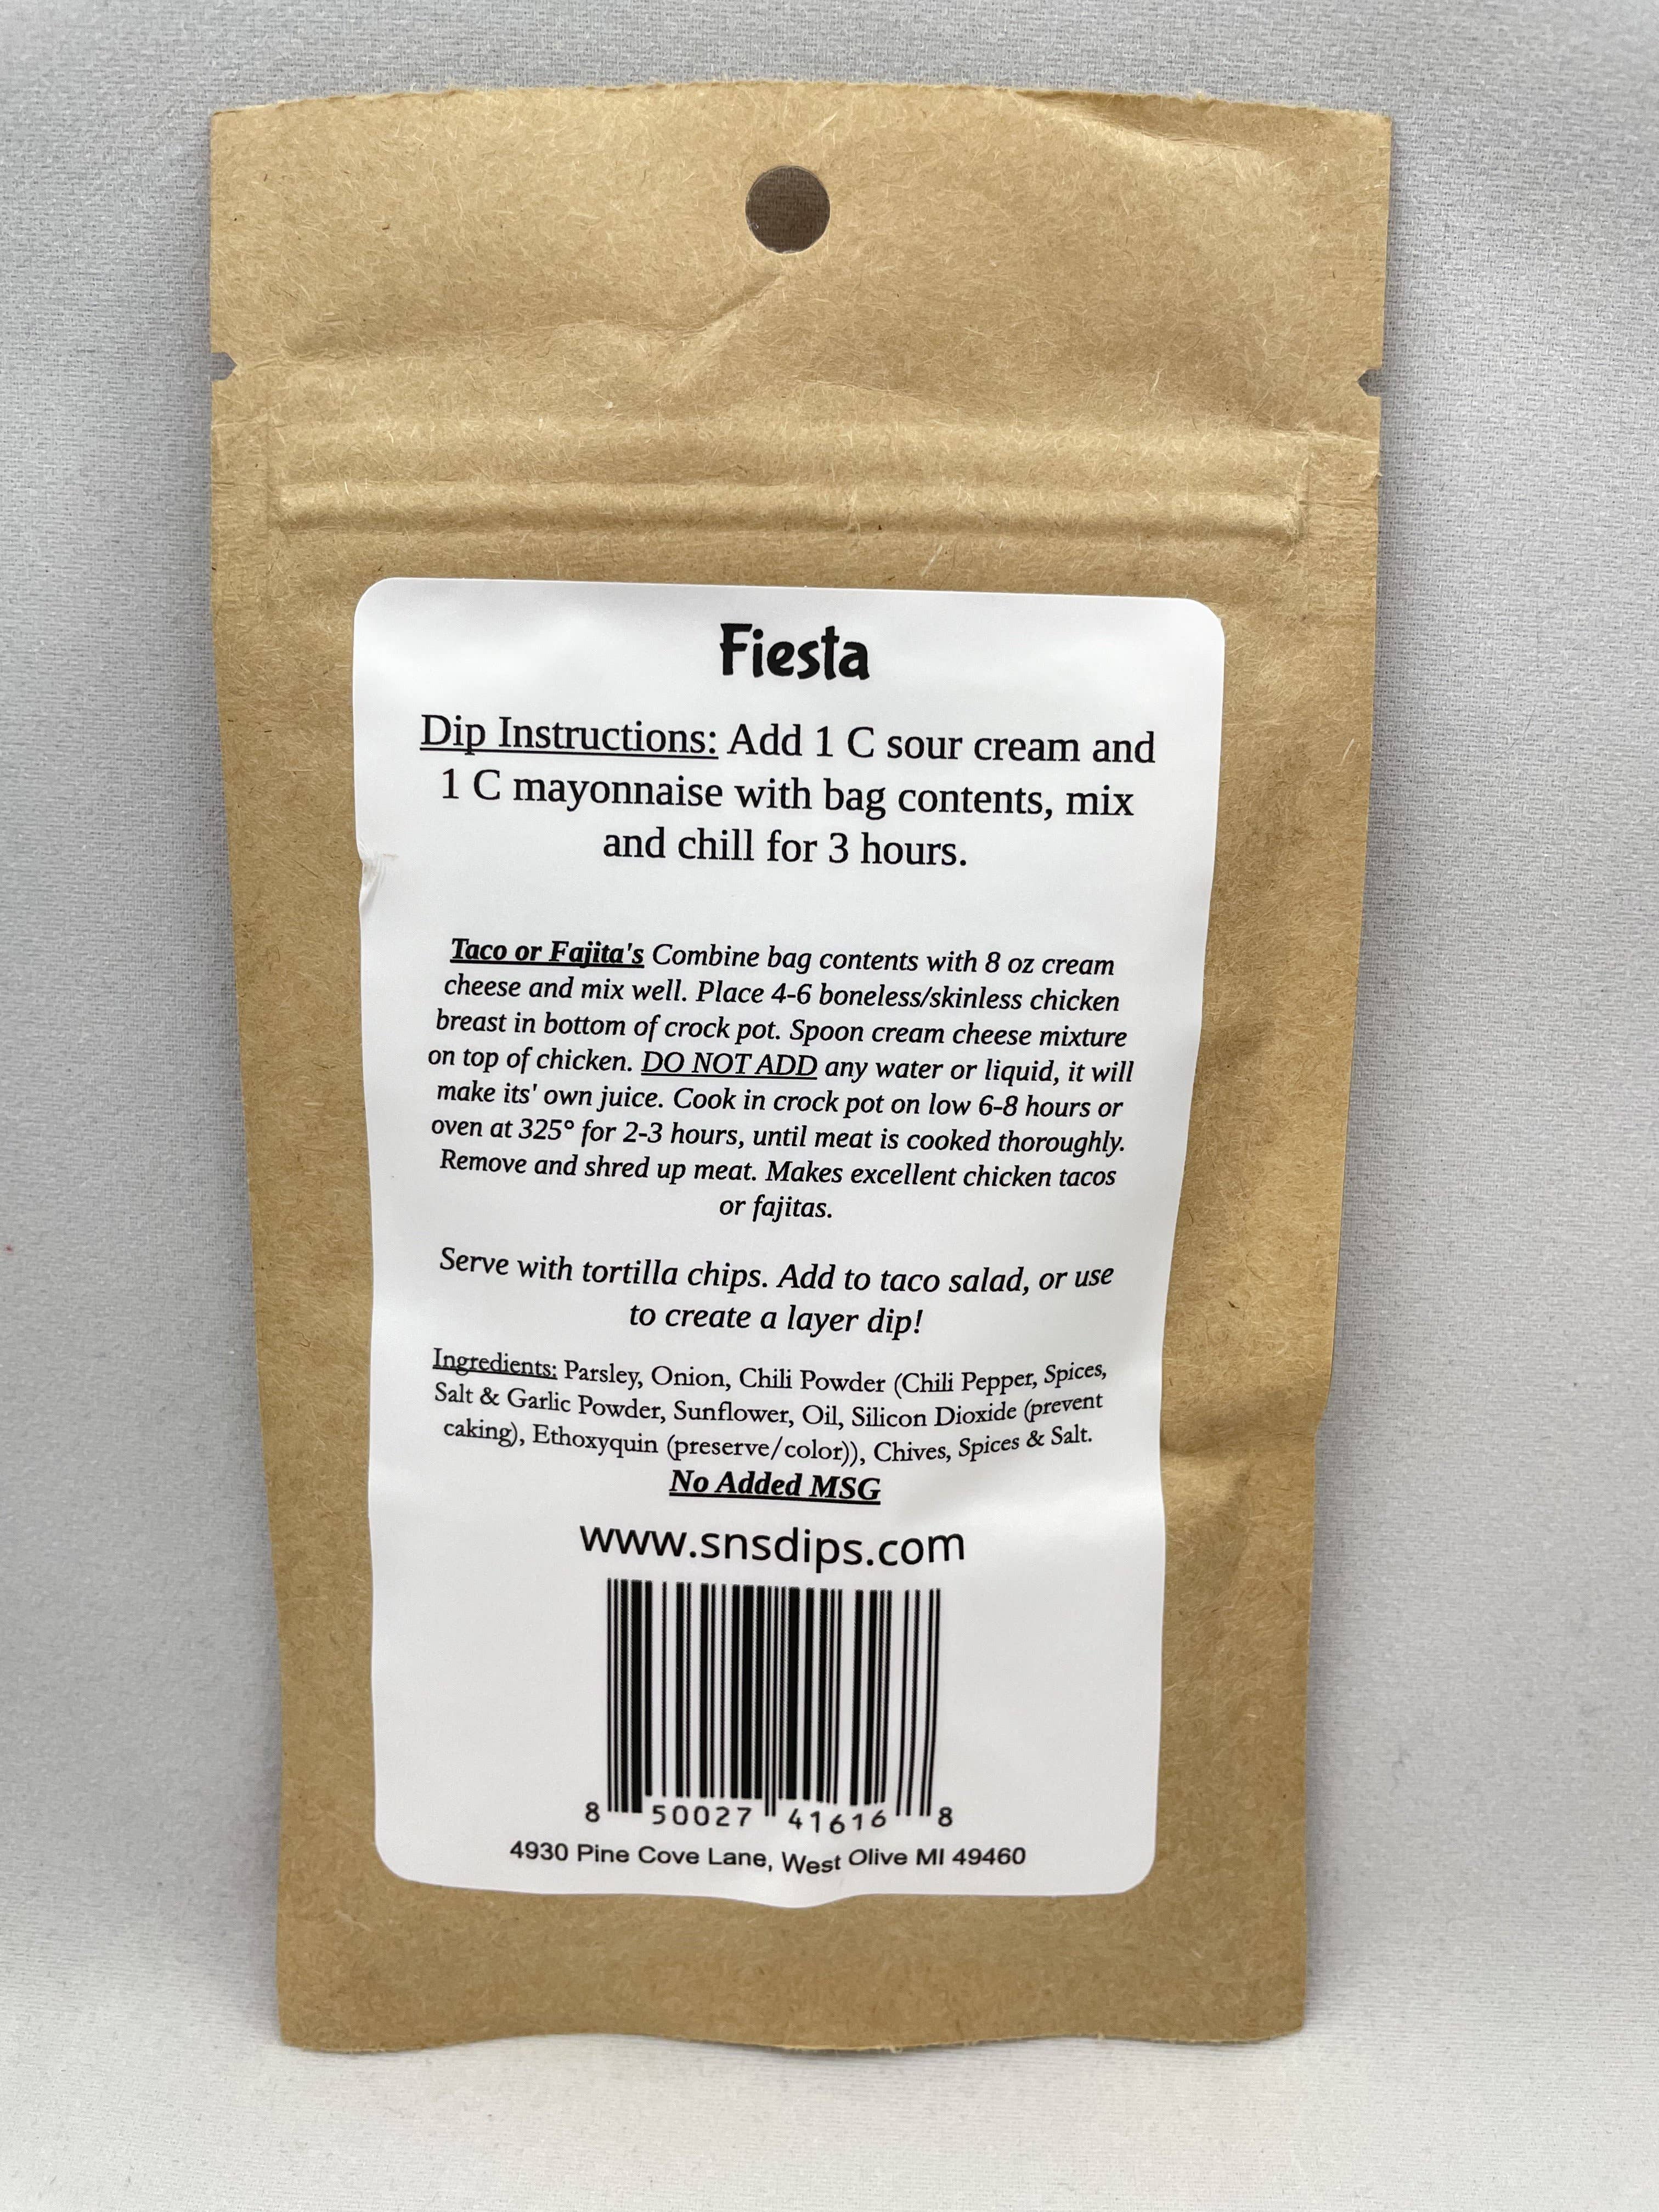 Fiesta
Dip Instructions: Add 1 C sour cream and
1 C mayonnaise with bag contents, mix
and chill for 3 hours.
Taco or Fajita's Combine bag contents with 8 oz cream
cheese and mix well. Place 4-6 boneless/skinless chicken
breast in bottom of crock pot. Spoon cream cheese mixture
on top of chicken. DO NOT ADD any water or liquid, it will
make its' own juice. Cook in crock pot on low 6-8 hours or
oven at 325° for 2-3 hours, until meat is cooked thoroughly.
Remove and shred up meat. Makes excellent chicken tacos
or fajitas.
Serve with tortilla chips. Add to taco salad, or use
to create a layer dip!
Ingredients: Parsley, Onion, Chili Powder (Chili Pepper, Spices,
Salt & Garlic Powder, Sunflower, Oil, Silicon Dioxide (prevent
caking), Ethoxyquin (preserve/color)), Chives, Spices & Salt.
No Added MSG
www.snsdips.com
8 50027 41616 8
4930 Pine Cove Lane, West Olive MI 49460